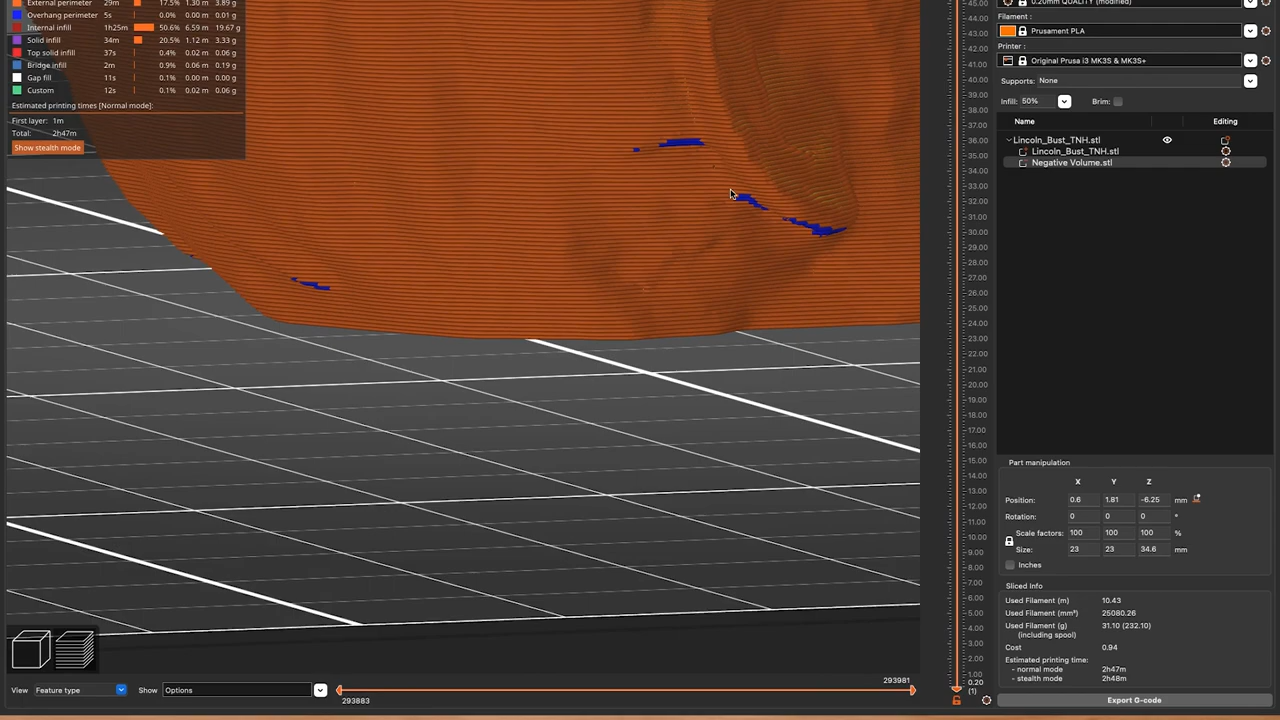 External perimeter 29m 17.5% 1.30 m 3.89 g
Overhang perimeter 5s 0.0% 0.00 m 0.01 g
Internal infill 1h25m 50.6% 6.59 m 19.67 g
Solid infill 34m 20.5% 1.12 m 3.33 g
Top solid infill 37s 0.4% 0.02 m 0.06 g
Bridge infill 2m 0.9% 0.06 m 0.19 g
Gap fill 11s 0.1% 0.00 m 0.00 g
Custom 12s 0.1% 0.02 m 0.06 g
Estimated printing times [Normal mode]:
First layer: 1m
Total: 2h47m
Show stealth mode
45.00
44.00
43.00
42.00
41.00
40.00
39.00
38.00
37.00
36.00
35.00
34.00
33.00
32.00
31.00
30.00
29.00
28.00
27.00
26.00
25.00
24.00
23.00
22.00
21.00
20.00
19.00
18.00
17.00
16.00
15.00
14.00
13.00
12.00
11.00
10.00
9.00
8.00
7.00
6.00
5.00
4.00
3.00
2.00
1.00
0.20
(1)
0.20mm QUALITY (modified)
Filament :
Prusament PLA
Printer :
Original Prusa i3 MK3S & MK3S+
Supports: None
Infill: 50% Brim:
Name Editing
Lincoln_Bust_TNH.stl
Lincoln_Bust_TNH.stl
Negative Volume.stl
Part manipulation
X Y Z
Position: 0.6 1.81 -6.25 mm
Rotation: 0 0 0 °
Scale factors: 100 100 100 %
Size: 23 23 34.6 mm
Inches
Sliced Info
Used Filament (m) 10.43
Used Filament (mm³) 25080.26
Used Filament (g) 31.10 (232.10)
(including spool)
Cost 0.94
Estimated printing time:
- normal mode 2h47m
- stealth mode 2h48m
Export G-code
View Feature type Show Options
293981
293883